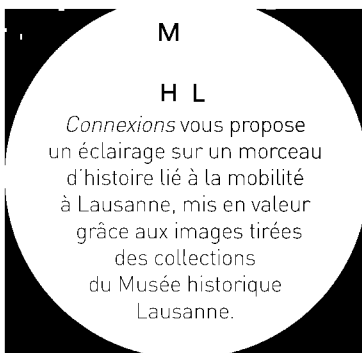 M
H L
Connexions vous propose
un éclairage sur un morceau
d'histoire lié à la mobilité
à Lausanne, mis en valeur
grâce aux images tirées
des collections
du Musée historique
Lausanne.